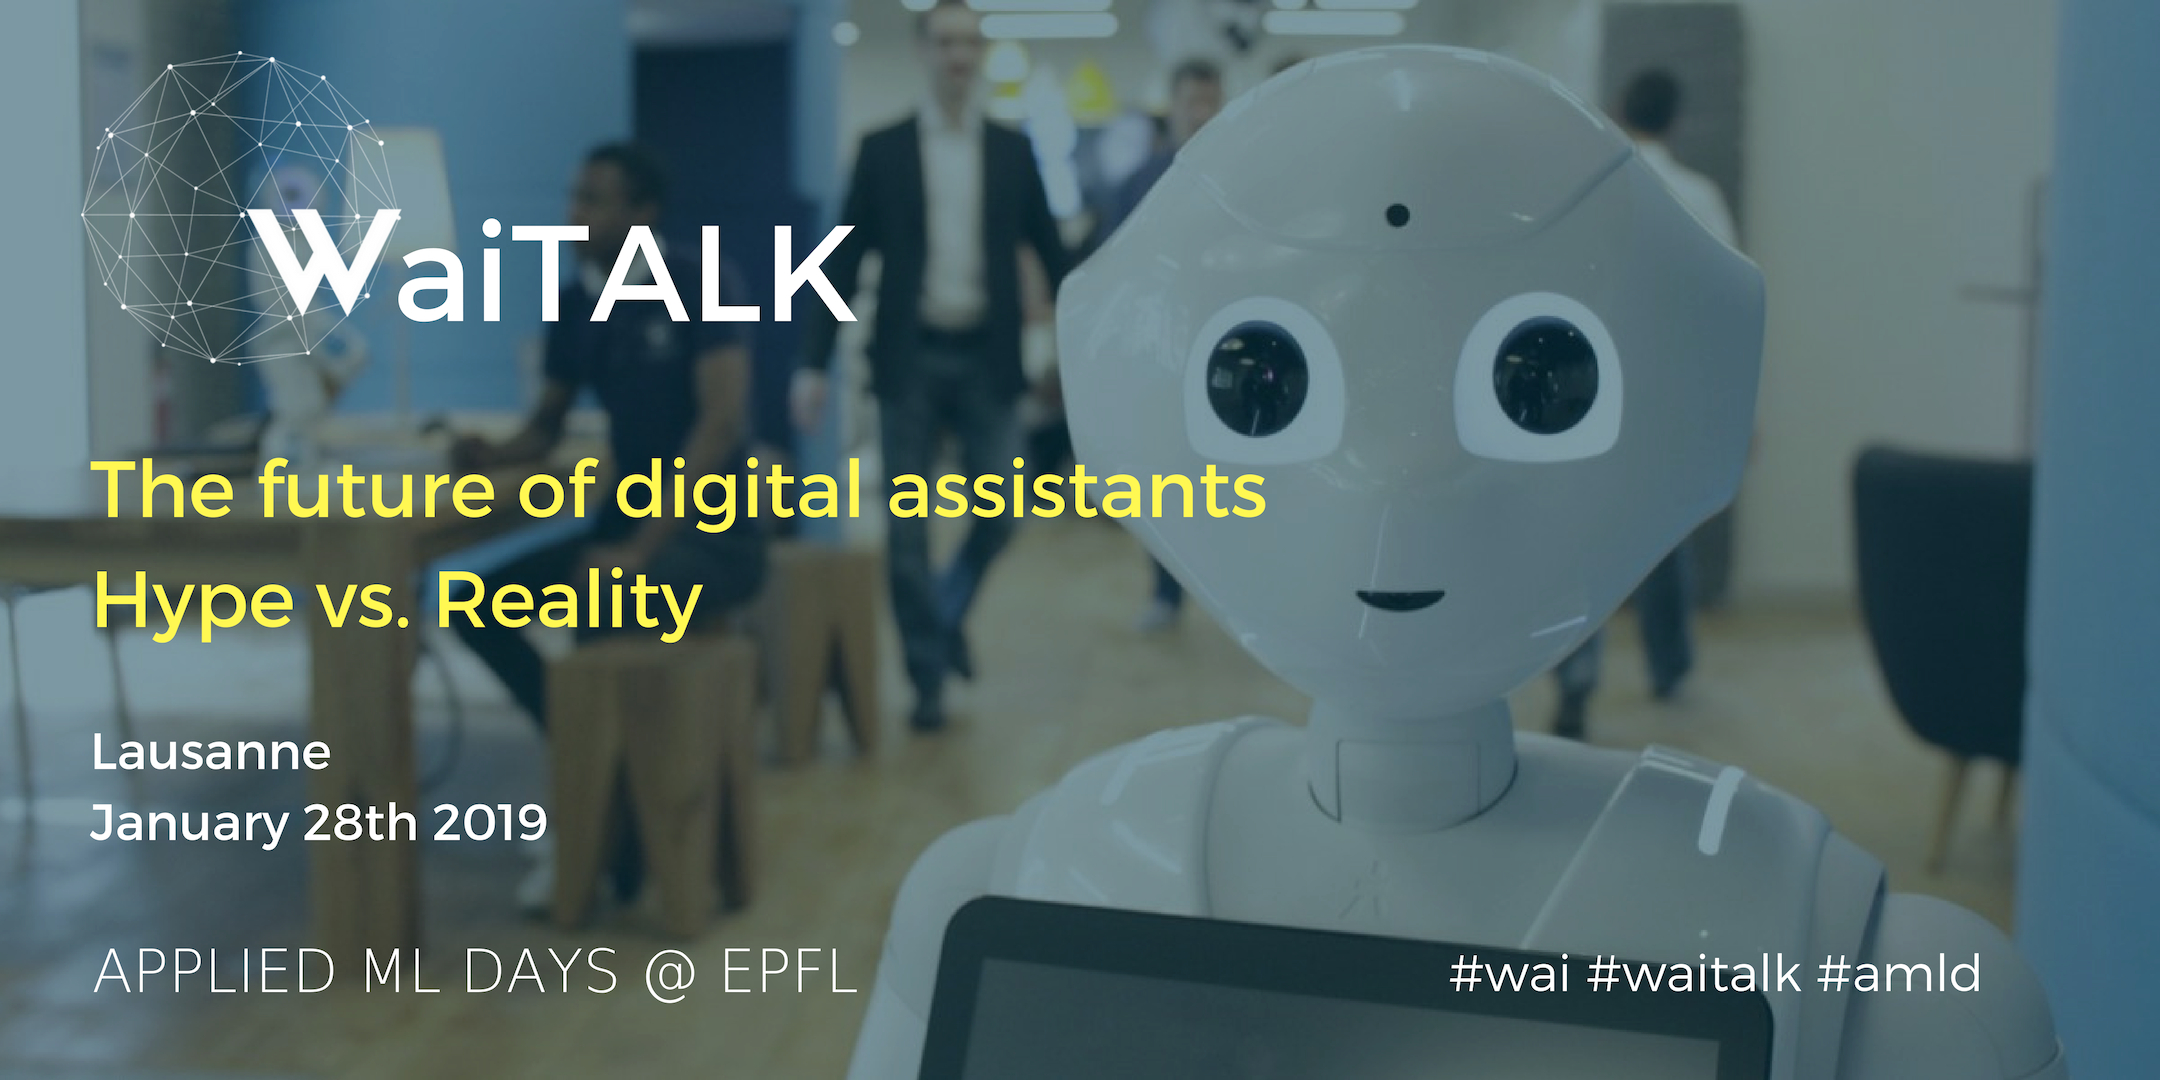 WaiTALK
The future of digital assistants
Hype vs. Reality
Lausanne
January 28th 2019
APPLIED ML DAYS @ EPFL
#wai #waitalk #amld